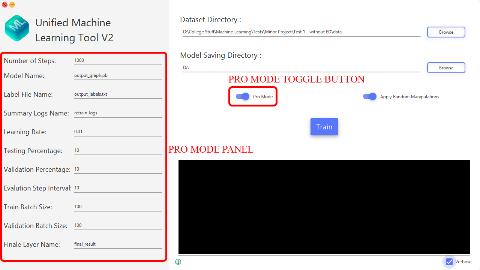 ML
Unified Machine
Learning Tool V2
Number of Steps:
1000
Model Name:
output_graph.pb
Label File Name:
output_labels.txt
Summary Logs Name:
retrain_logs
Learning Rate:
0.01
Testing Percentage:
10
Validation Percentage:
10
Evalution Step Interval:
10
Train Batch Size:
100
Validation Batch Size:
100
Finale Layer Name:
final_result
Dataset Directory :
Browse
Model Saving Directory :
Browse
PRO MODE TOGGLE BUTTON
Pro Mode
Apply Random Manipulations
Train
PRO MODE PANEL
Verbose